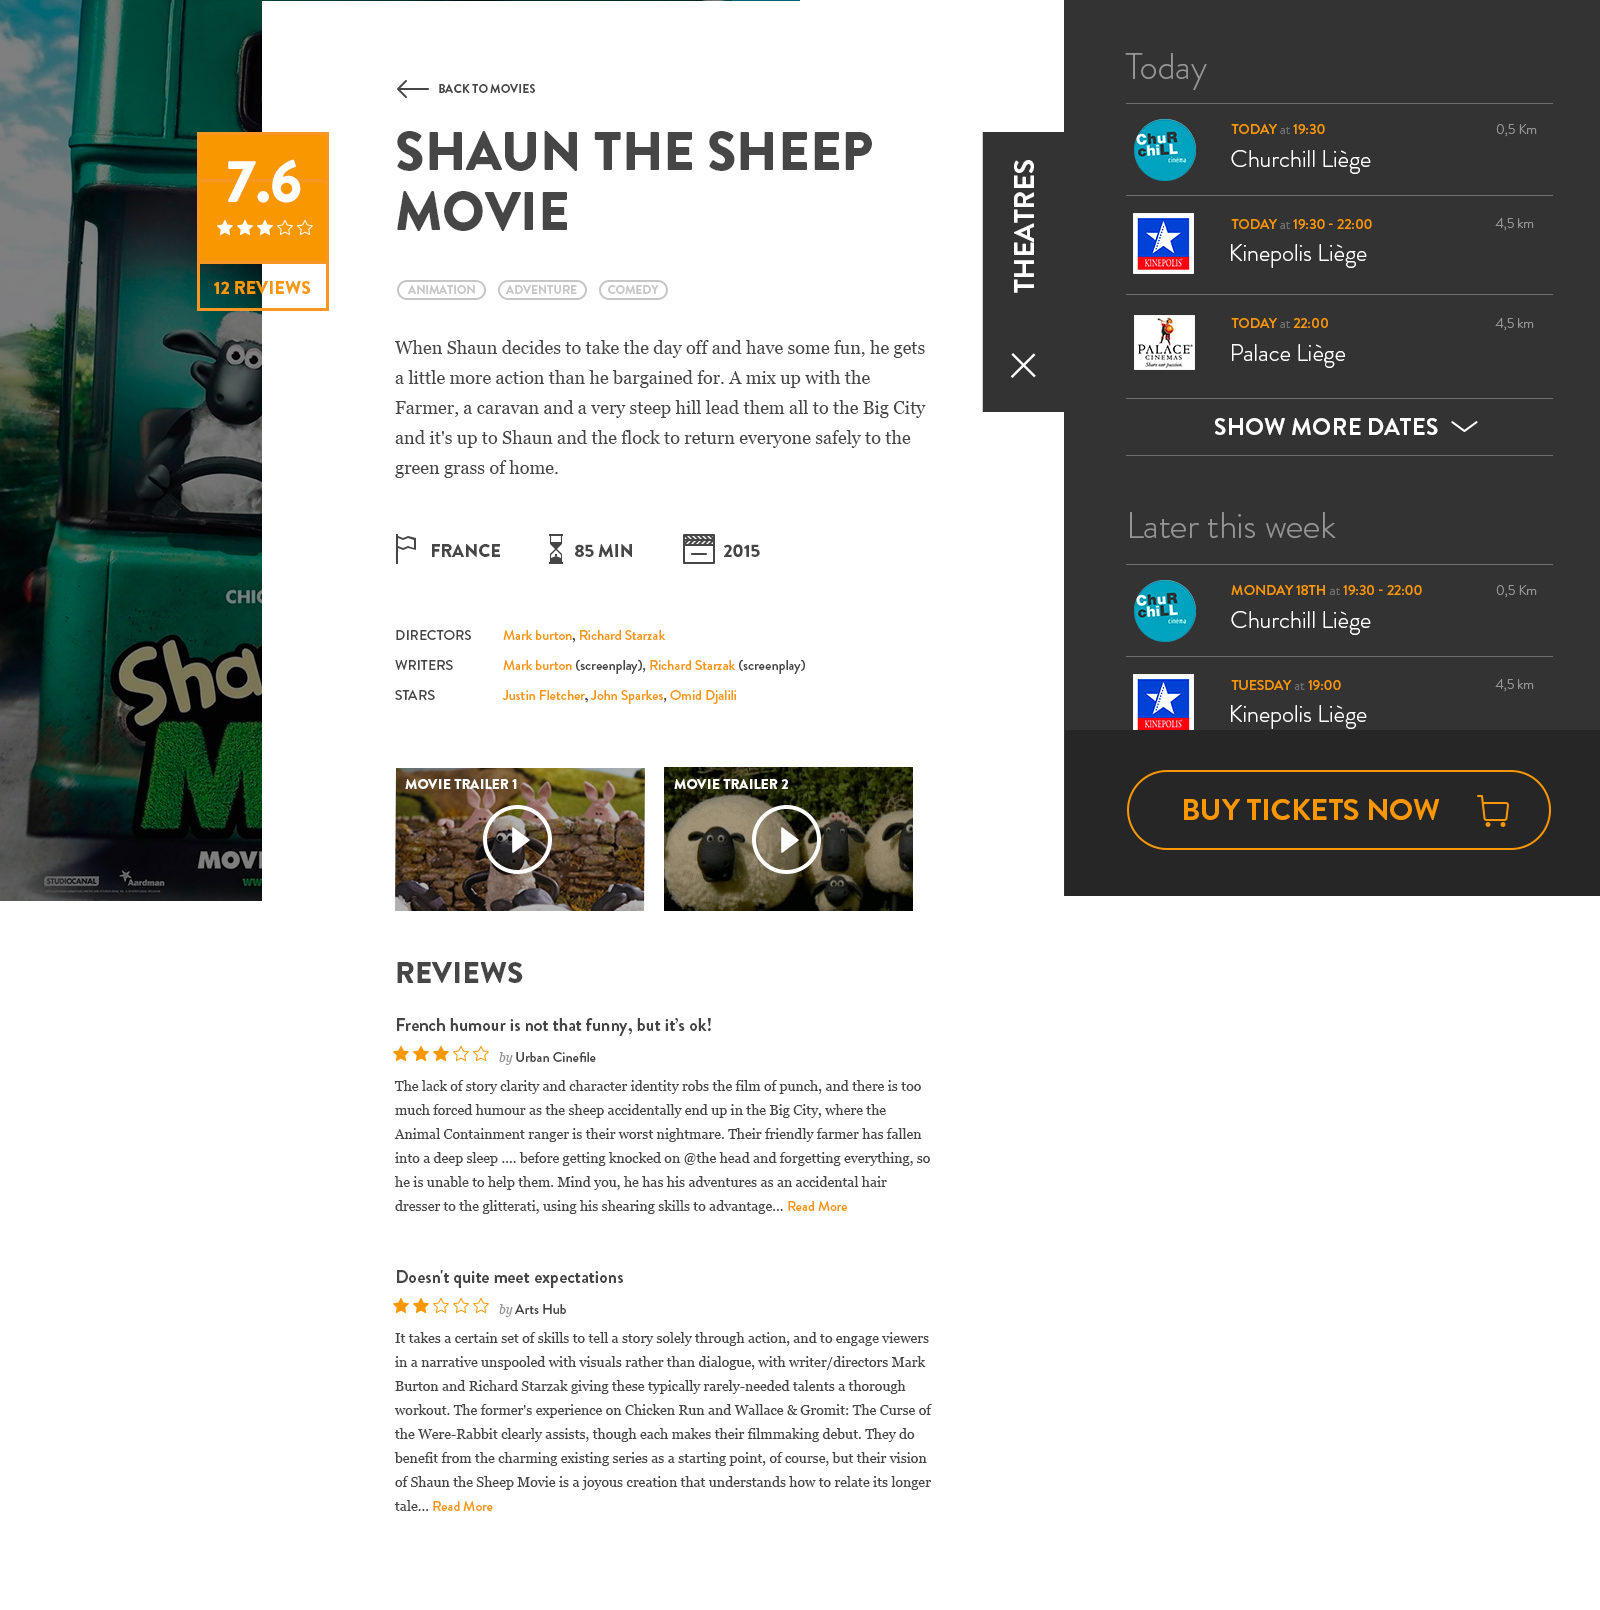 BACK TO MOVIES
SHAUN THE SHEEP
MOVIE
7.6
12 REVIEWS
ANIMATION ADVENTURE COMEDY
When Shaun decides to take the day off and have some fun, he gets
a little more action than he bargained for. A mix up with the
Farmer, a caravan and a very steep hill lead them all to the Big City
and it's up to Shaun and the flock to return everyone safely to the
green grass of home.
FRANCE 85 MIN 2015
DIRECTORS Mark burton, Richard Starzak
WRITERS Mark burton (screenplay), Richard Starzak (screenplay)
STARS Justin Fletcher, John Sparkes, Omid Djalili
MOVIE TRAILER 1
MOVIE TRAILER 2
REVIEWS
French humour is not that funny, but it’s ok!
by Urban Cinefile
The lack of story clarity and character identity robs the film of punch, and there is too
much forced humour as the sheep accidentally end up in the Big City, where the
Animal Containment ranger is their worst nightmare. Their friendly farmer has fallen
into a deep sleep .... before getting knocked on @the head and forgetting everything, so
he is unable to help them. Mind you, he has his adventures as an accidental hair
dresser to the glitterati, using his shearing skills to advantage... Read More
Doesn't quite meet expectations
by Arts Hub
It takes a certain set of skills to tell a story solely through action, and to engage viewers
in a narrative unspooled with visuals rather than dialogue, with writer/directors Mark
Burton and Richard Starzak giving these typically rarely-needed talents a thorough
workout. The former's experience on Chicken Run and Wallace & Gromit: The Curse of
the Were-Rabbit clearly assists, though each makes their filmmaking debut. They do
benefit from the charming existing series as a starting point, of course, but their vision
of Shaun the Sheep Movie is a joyous creation that understands how to relate its longer
tale... Read More
THEATRES
Today
ChuRchiLL cinéma
TODAY at 19:30 0,5 Km
Churchill Liège
KINEPOLIS
TODAY at 19:30 - 22:00 4,5 km
Kinepolis Liège
PALACE
CINEMAS
Share our passion.
TODAY at 22:00 4,5 km
Palace Liège
SHOW MORE DATES
Later this week
ChuRchiLL cinéma
MONDAY 18TH at 19:30 - 22:00 0,5 Km
Churchill Liège
KINEPOLIS
TUESDAY at 19:00 4,5 km
Kinepolis Liège
BUY TICKETS NOW
CHIC
Sha
M
MOVI
STUDIOCANAL
Aardman
WW